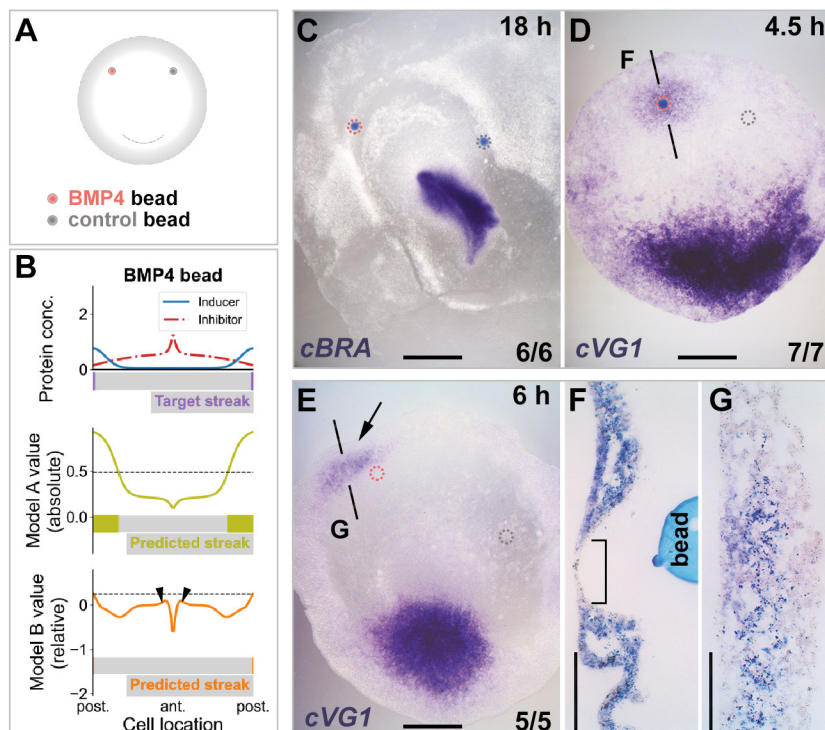 A
BMP4 bead
control bead
B
BMP4 bead
Protein conc.
2
0
Inducer
Inhibitor
Target streak
Model A value
(absolute)
0.5
0.0
Predicted streak
Model B value
(relative)
0
−1
−2
Predicted streak
post.
ant.
post.
Cell location
C
18 h
cBRA
6/6
D
4.5 h
F
cVG1
7/7
E
6 h
G
cVG1
5/5
F
bead
G